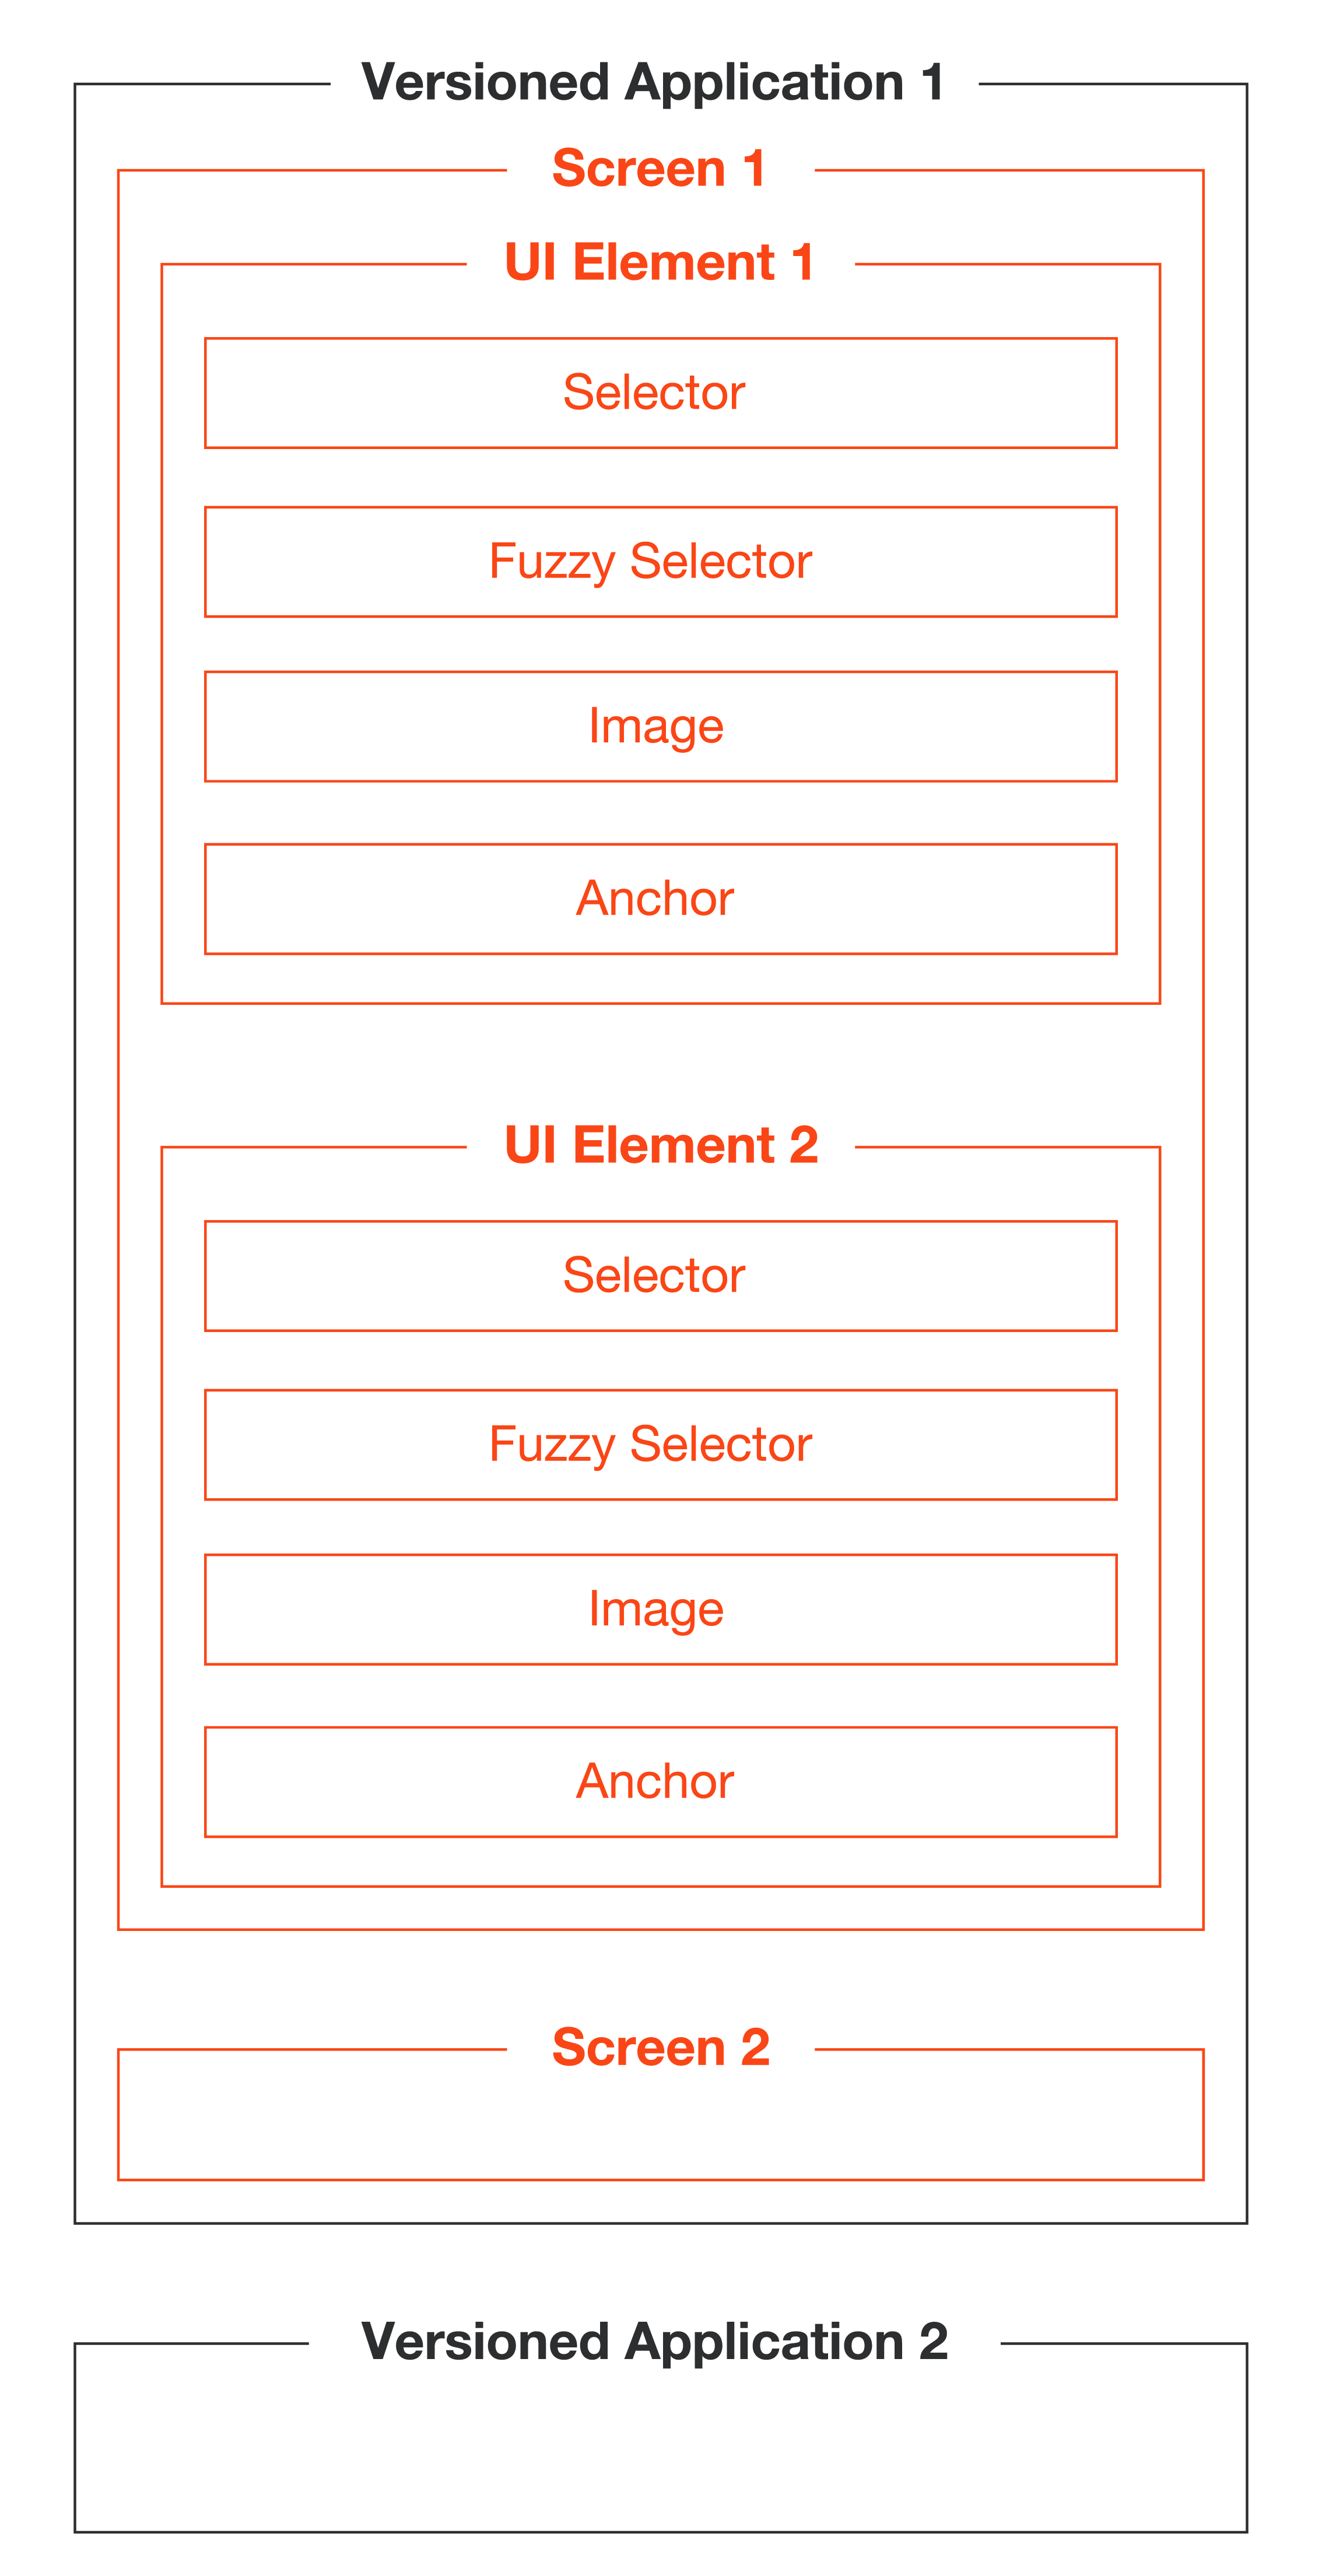 Versioned Application 1
Screen 1
UI Element 1
Selector
Fuzzy Selector
Image
Anchor
UI Element 2
Selector
Fuzzy Selector
Image
Anchor
Screen 2
Versioned Application 2